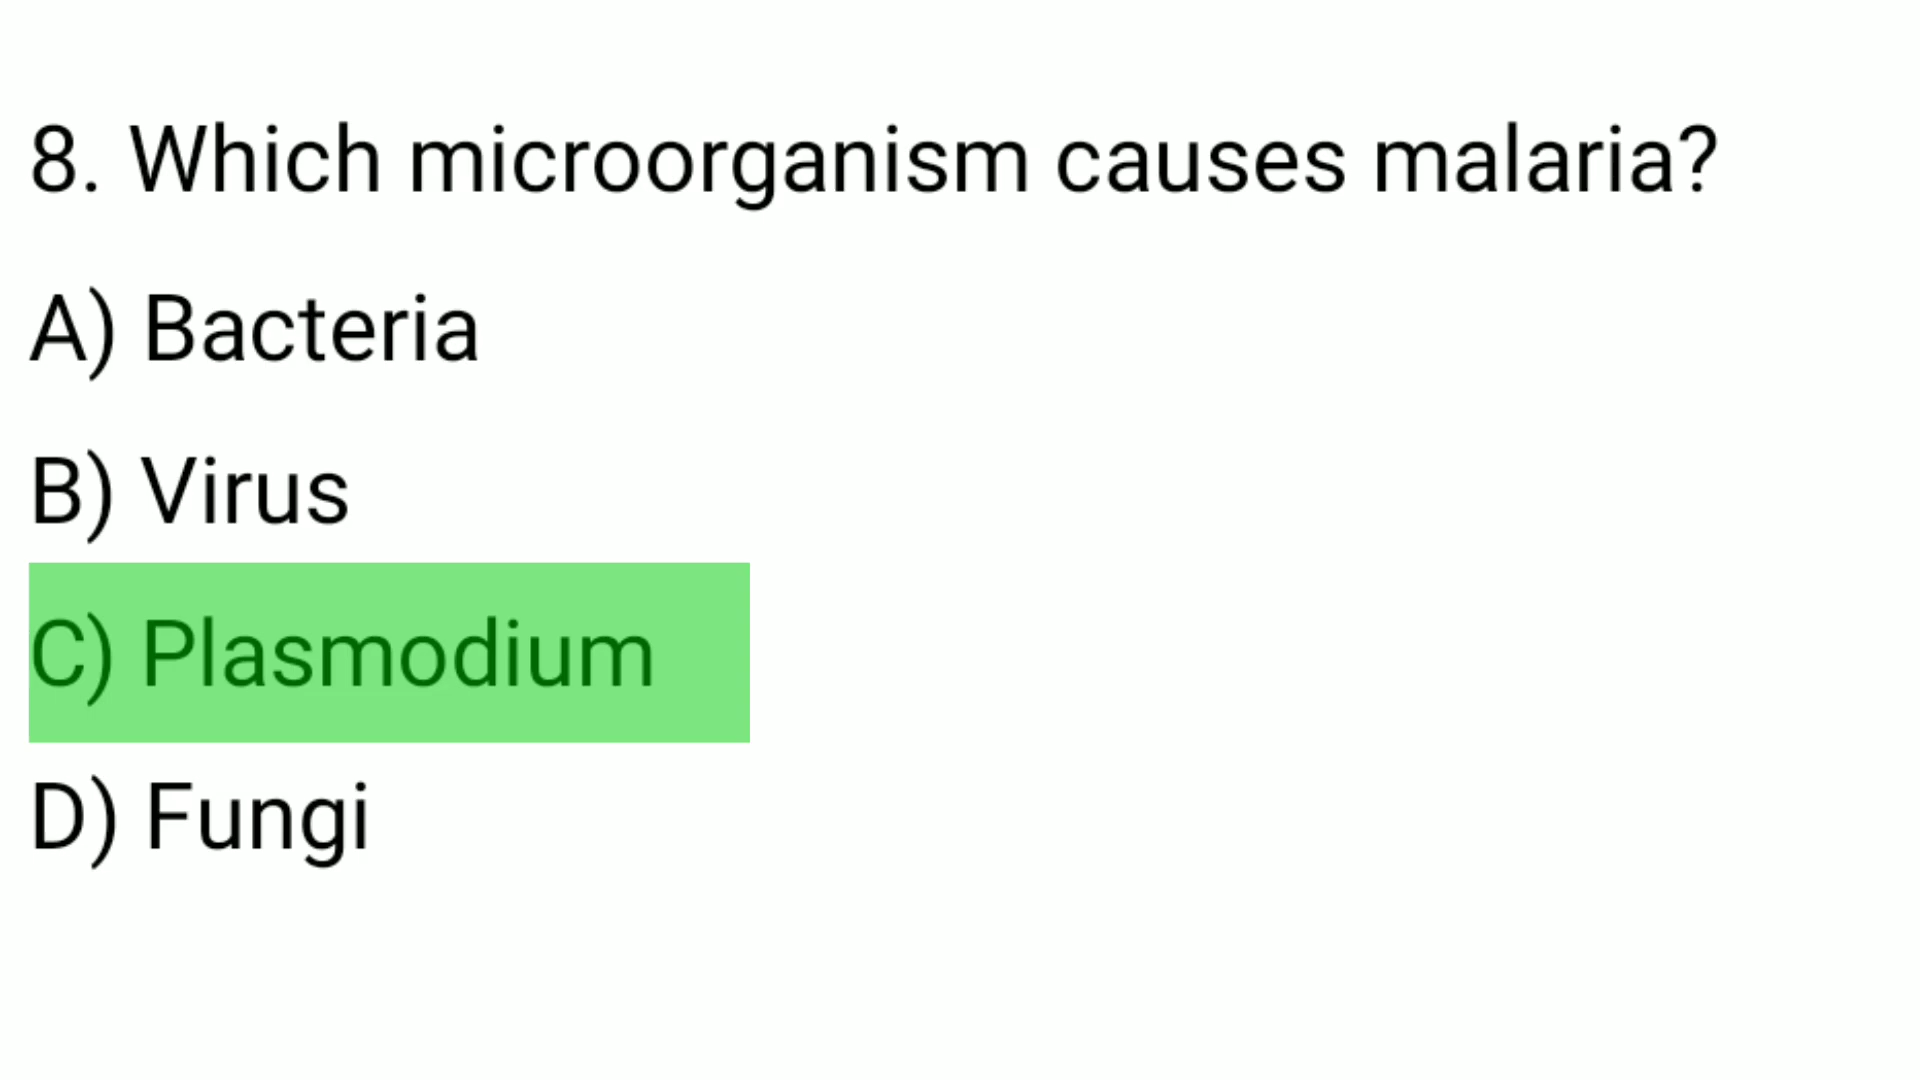 8. Which microorganism causes malaria?
A) Bacteria
B) Virus
C) Plasmodium
D) Fungi